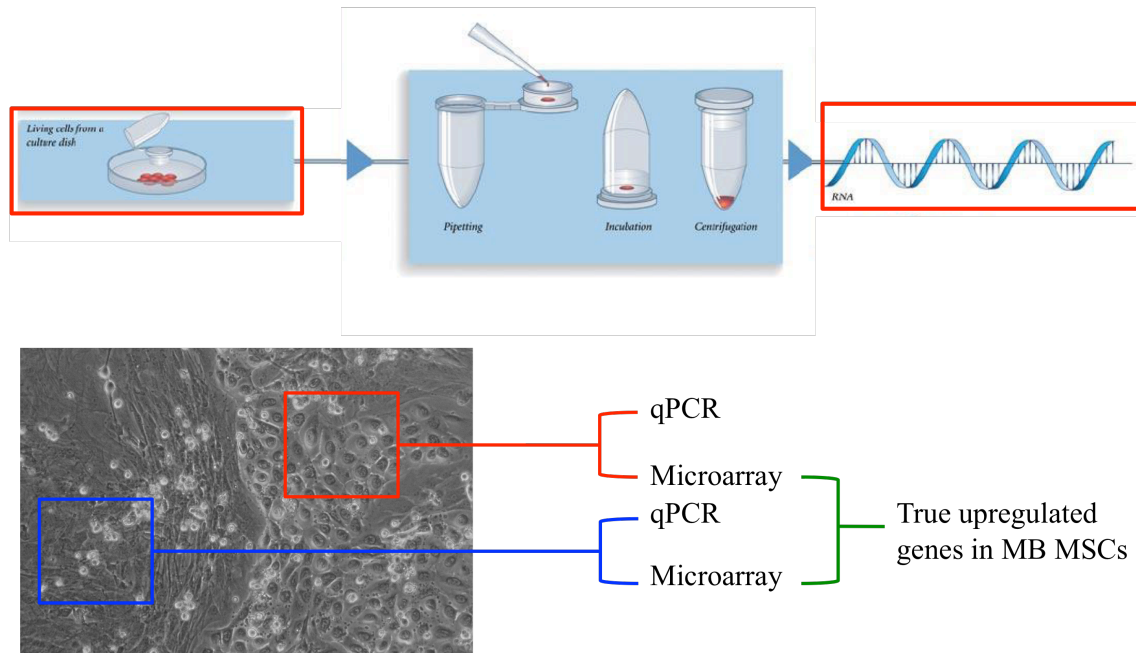 Living cells from a
culture dish
Pipetting
Incubation
Centrifugation
RNA
qPCR
Microarray
qPCR
Microarray
True upregulated
genes in MB MSCs